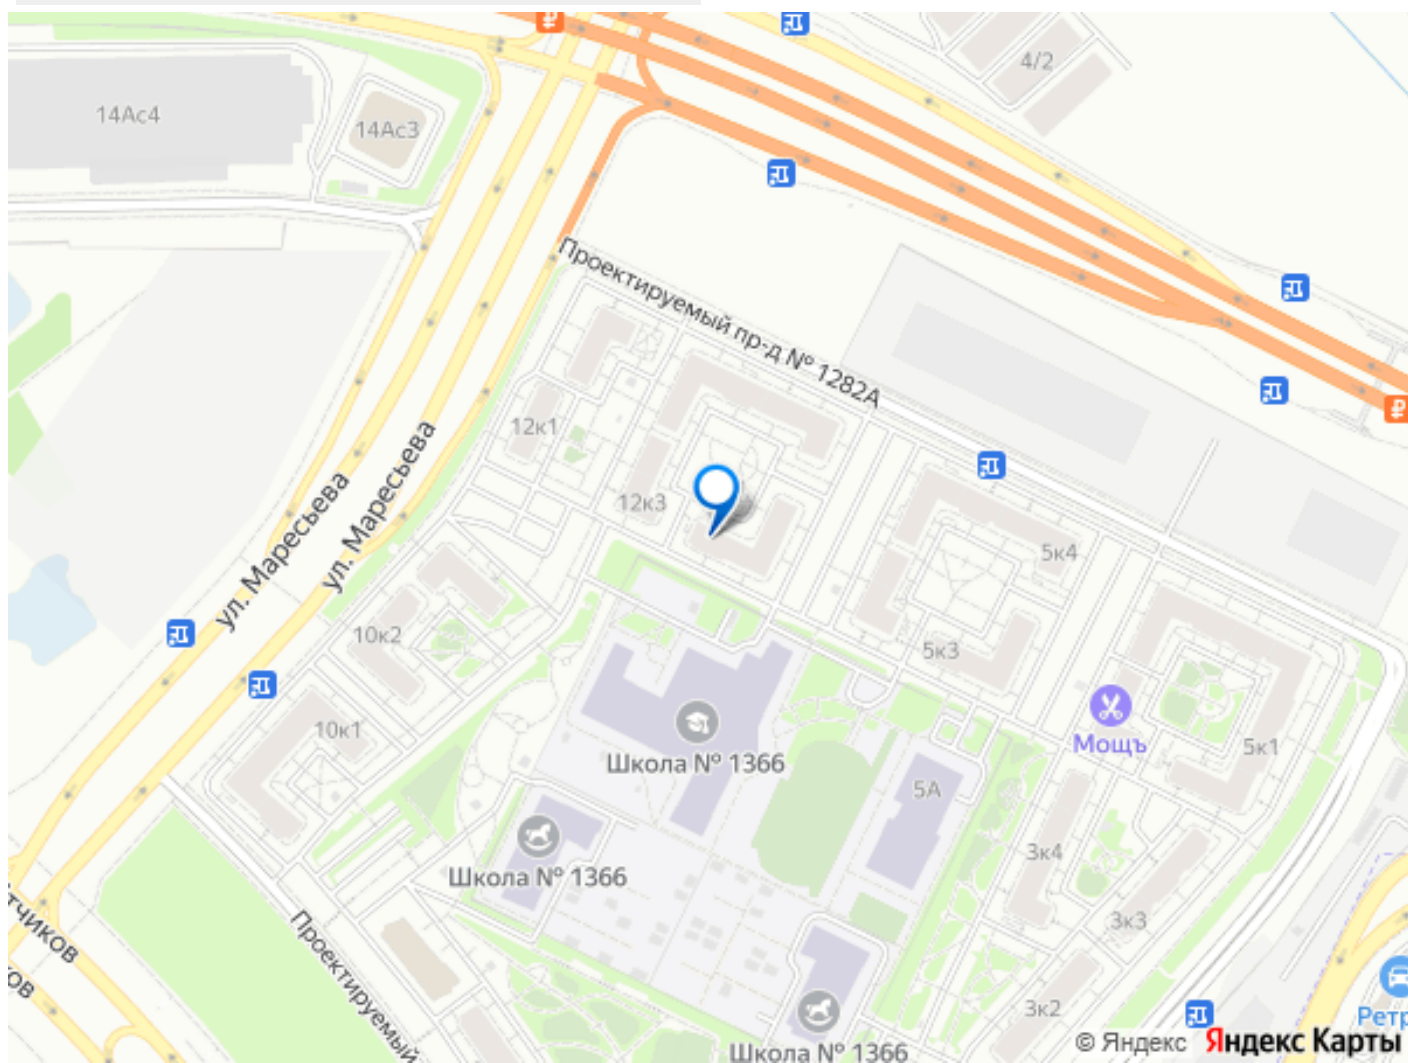 4/2
14Ас4
14Ас3
Проектируемый пр-д № 1282А
12к1
ул. Маресьева
ул. Маресьева
12к3
5к4
10к2
5к3
10к1
Мощъ
5к1
Школа № 1366
5А
3к4
Школа № 1366
3к3
Проектируемый
3к2
Школа № 1366
© Яндекс Яндекс Карты